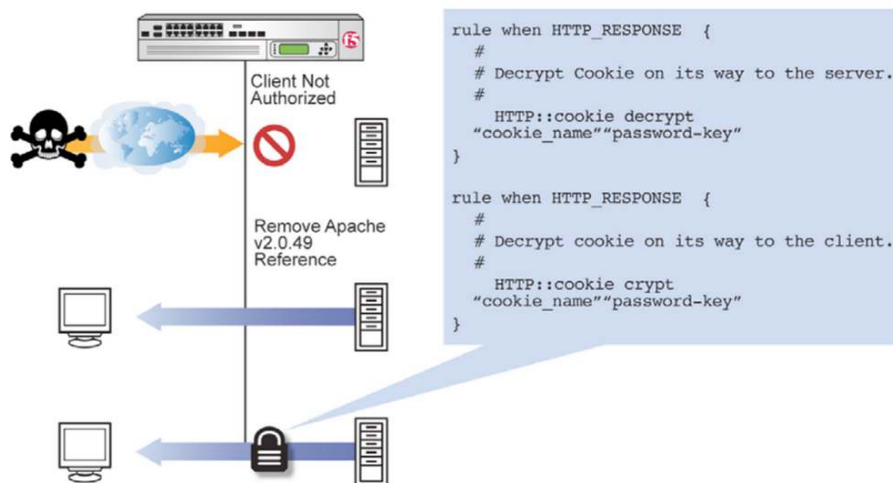 f5
Client Not
Authorized
Remove Apache
v2.0.49
Reference
rule when HTTP_RESPONSE {
#
# Decrypt Cookie on its way to the server.
#
HTTP::cookie decrypt
“cookie_name”“password-key”
}
rule when HTTP_RESPONSE {
#
# Decrypt cookie on its way to the client.
#
HTTP::cookie crypt
“cookie_name”“password-key”
}